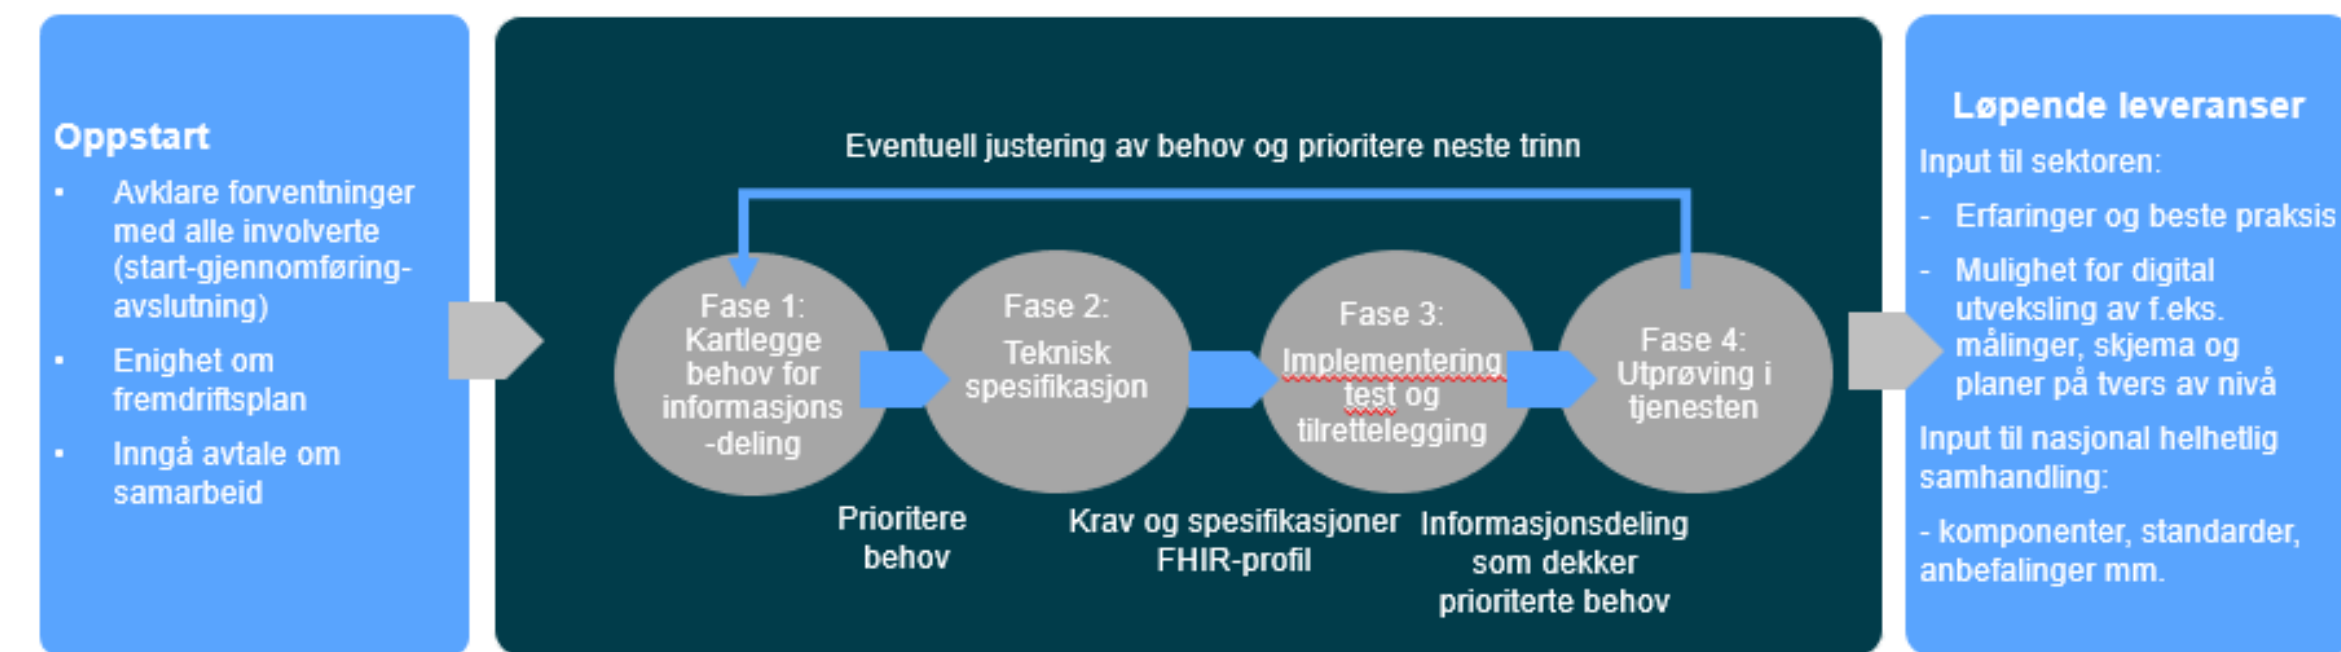 Oppstart
▪ Avklare forventninger
med alle involverte
(start-gjennomføring-
avslutning)
▪ Enighet om
fremdriftsplan
▪ Inngå avtale om
samarbeid
Eventuell justering av behov og prioritere neste trinn
Fase 1:
Kartlegge
behov for
informasjons
-deling
Fase 2:
Teknisk
spesifikasjon
Fase 3:
Implementering
test og
tilrettelegging
Fase 4:
Utprøving i
tjenesten
Prioritere
behov
Krav og spesifikasjoner
FHIR-profil
Informasjonsdeling
som dekker
prioriterte behov
Løpende leveranser
Input til sektoren:
- Erfaringer og beste praksis
- Mulighet for digital
utveksling av f.eks.
målinger, skjema og
planer på tvers av nivå
Input til nasjonal helhetlig
samhandling:
- komponenter, standarder,
anbefalinger mm.